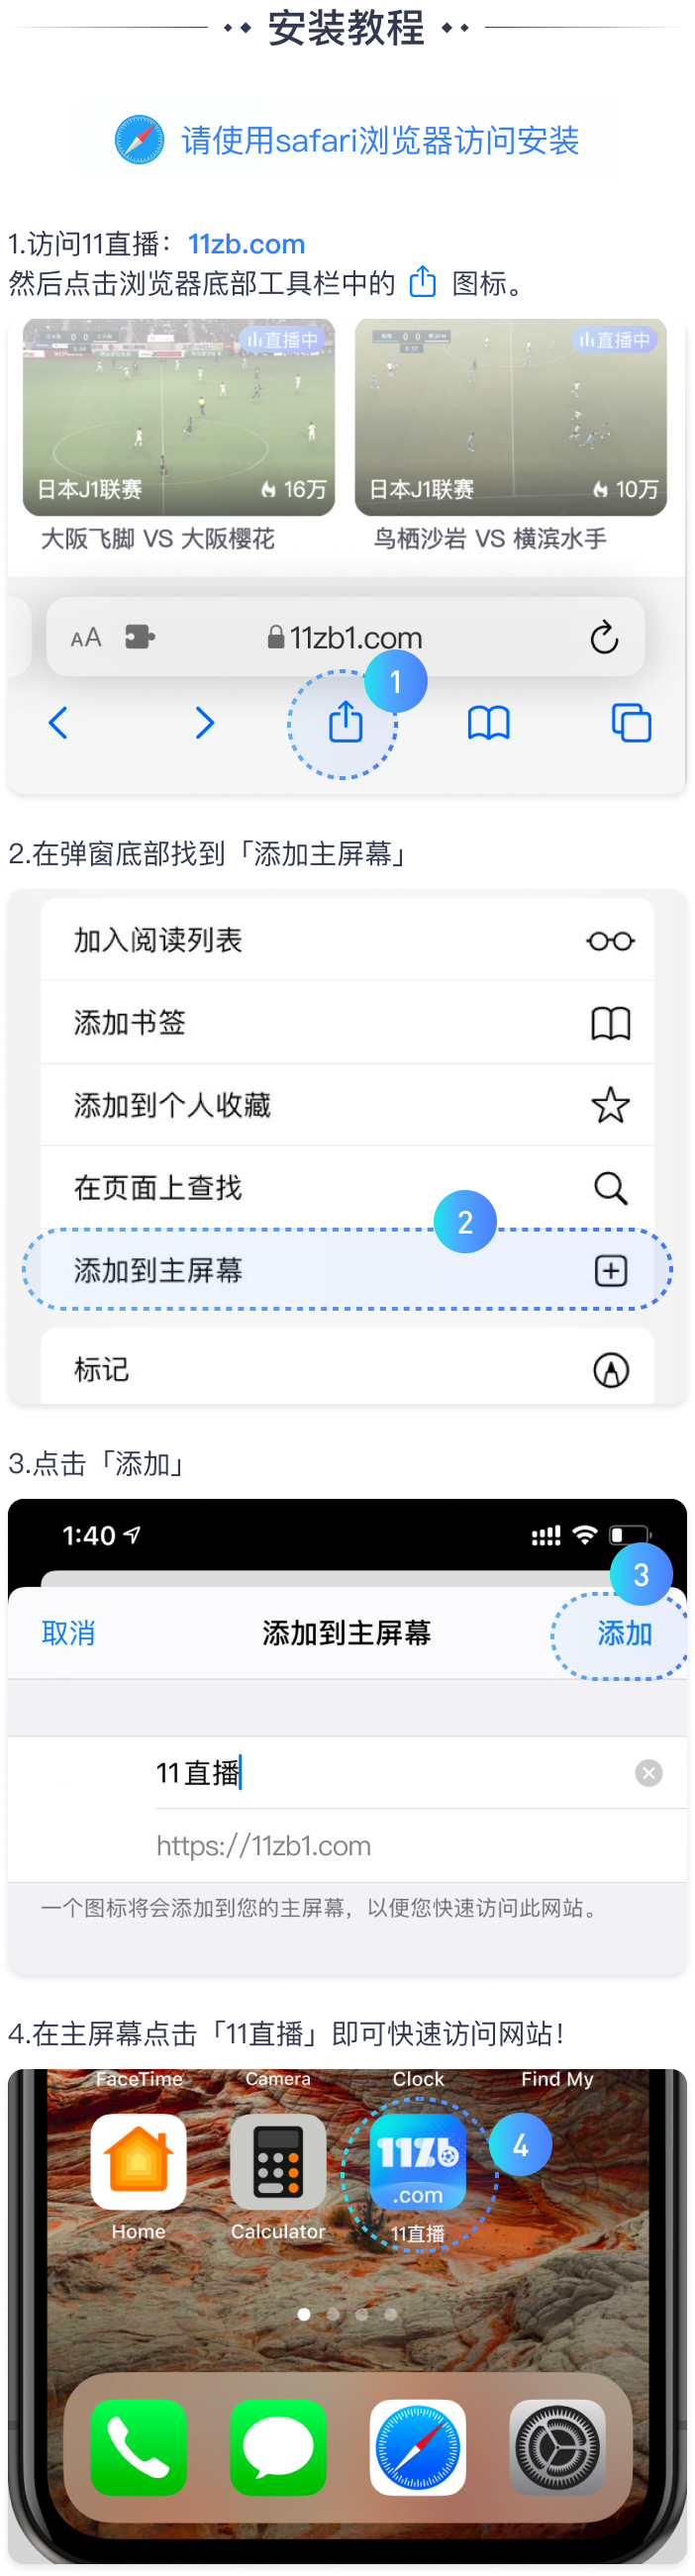 安装教程
请使用safari浏览器访问安装
1.访问11直播：11zb.com
然后点击浏览器底部工具栏中的 图标。
直播中
直播中
日本J1联赛 16万
日本J1联赛 10万
大阪飞脚 VS 大阪樱花
鸟栖沙岩 VS 横滨水手
AA 11zb1.com
1
2.在弹窗底部找到「添加主屏幕」
加入阅读列表
添加书签
添加到个人收藏
在页面上查找
2
添加到主屏幕
标记
3.点击「添加」
1:40
3
取消 添加到主屏幕 添加
11直播
https://11zb1.com
一个图标将会添加到您的主屏幕，以便您快速访问此网站。
4.在主屏幕点击「11直播」即可快速访问网站！
FaceTime Camera Clock Find My
11zb
.com
4
Home Calculator 11直播